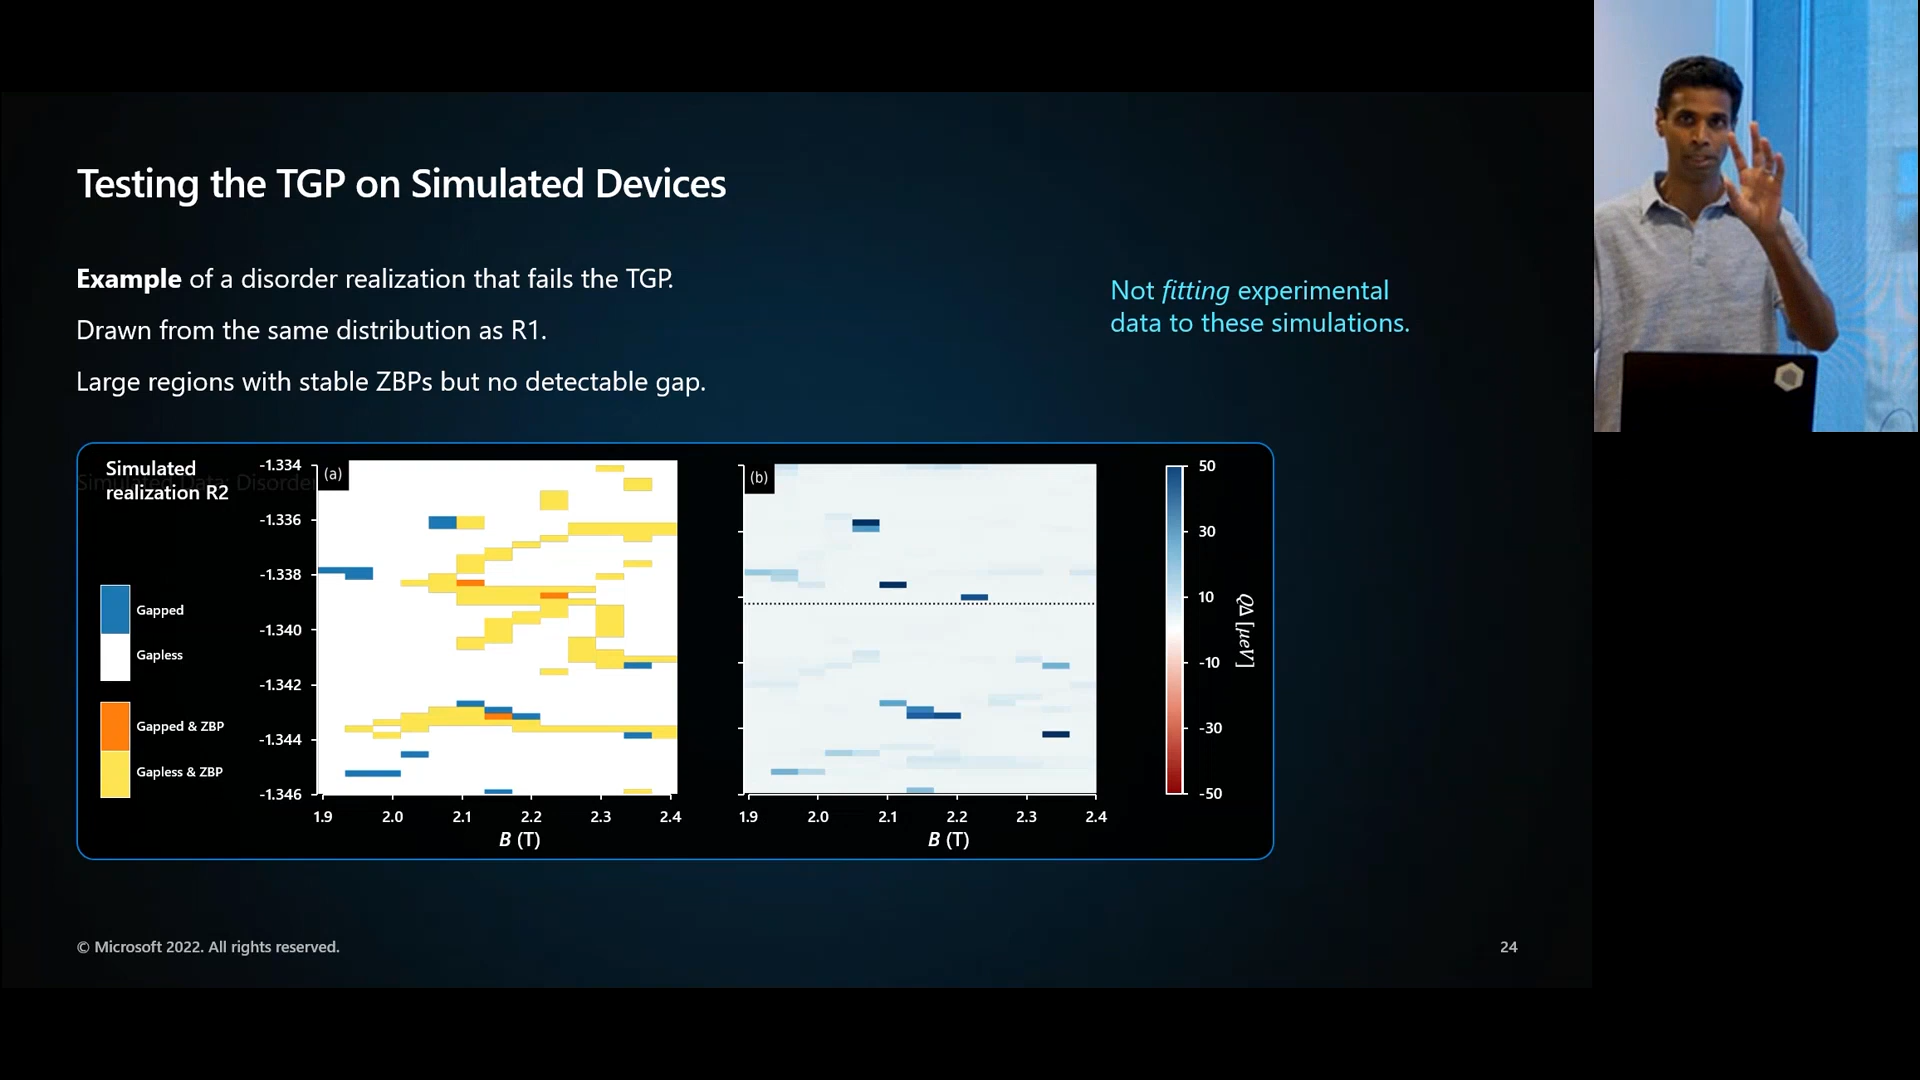 Testing the TGP on Simulated Devices
Example of a disorder realization that fails the TGP.
Drawn from the same distribution as R1.
Large regions with stable ZBPs but no detectable gap.
Not fitting experimental
data to these simulations.
Simulated
realization R2
Simulated Data: Disorder
Gapped
Gapless
Gapped & ZBP
Gapless & ZBP
(a)
-1.334
-1.336
-1.338
-1.340
-1.342
-1.344
-1.346
1.9 2.0 2.1 2.2 2.3 2.4
B (T)
(b)
1.9 2.0 2.1 2.2 2.3 2.4
B (T)
50
30
10
-10
-30
-50
QΔ [μeV]
© Microsoft 2022. All rights reserved.
24